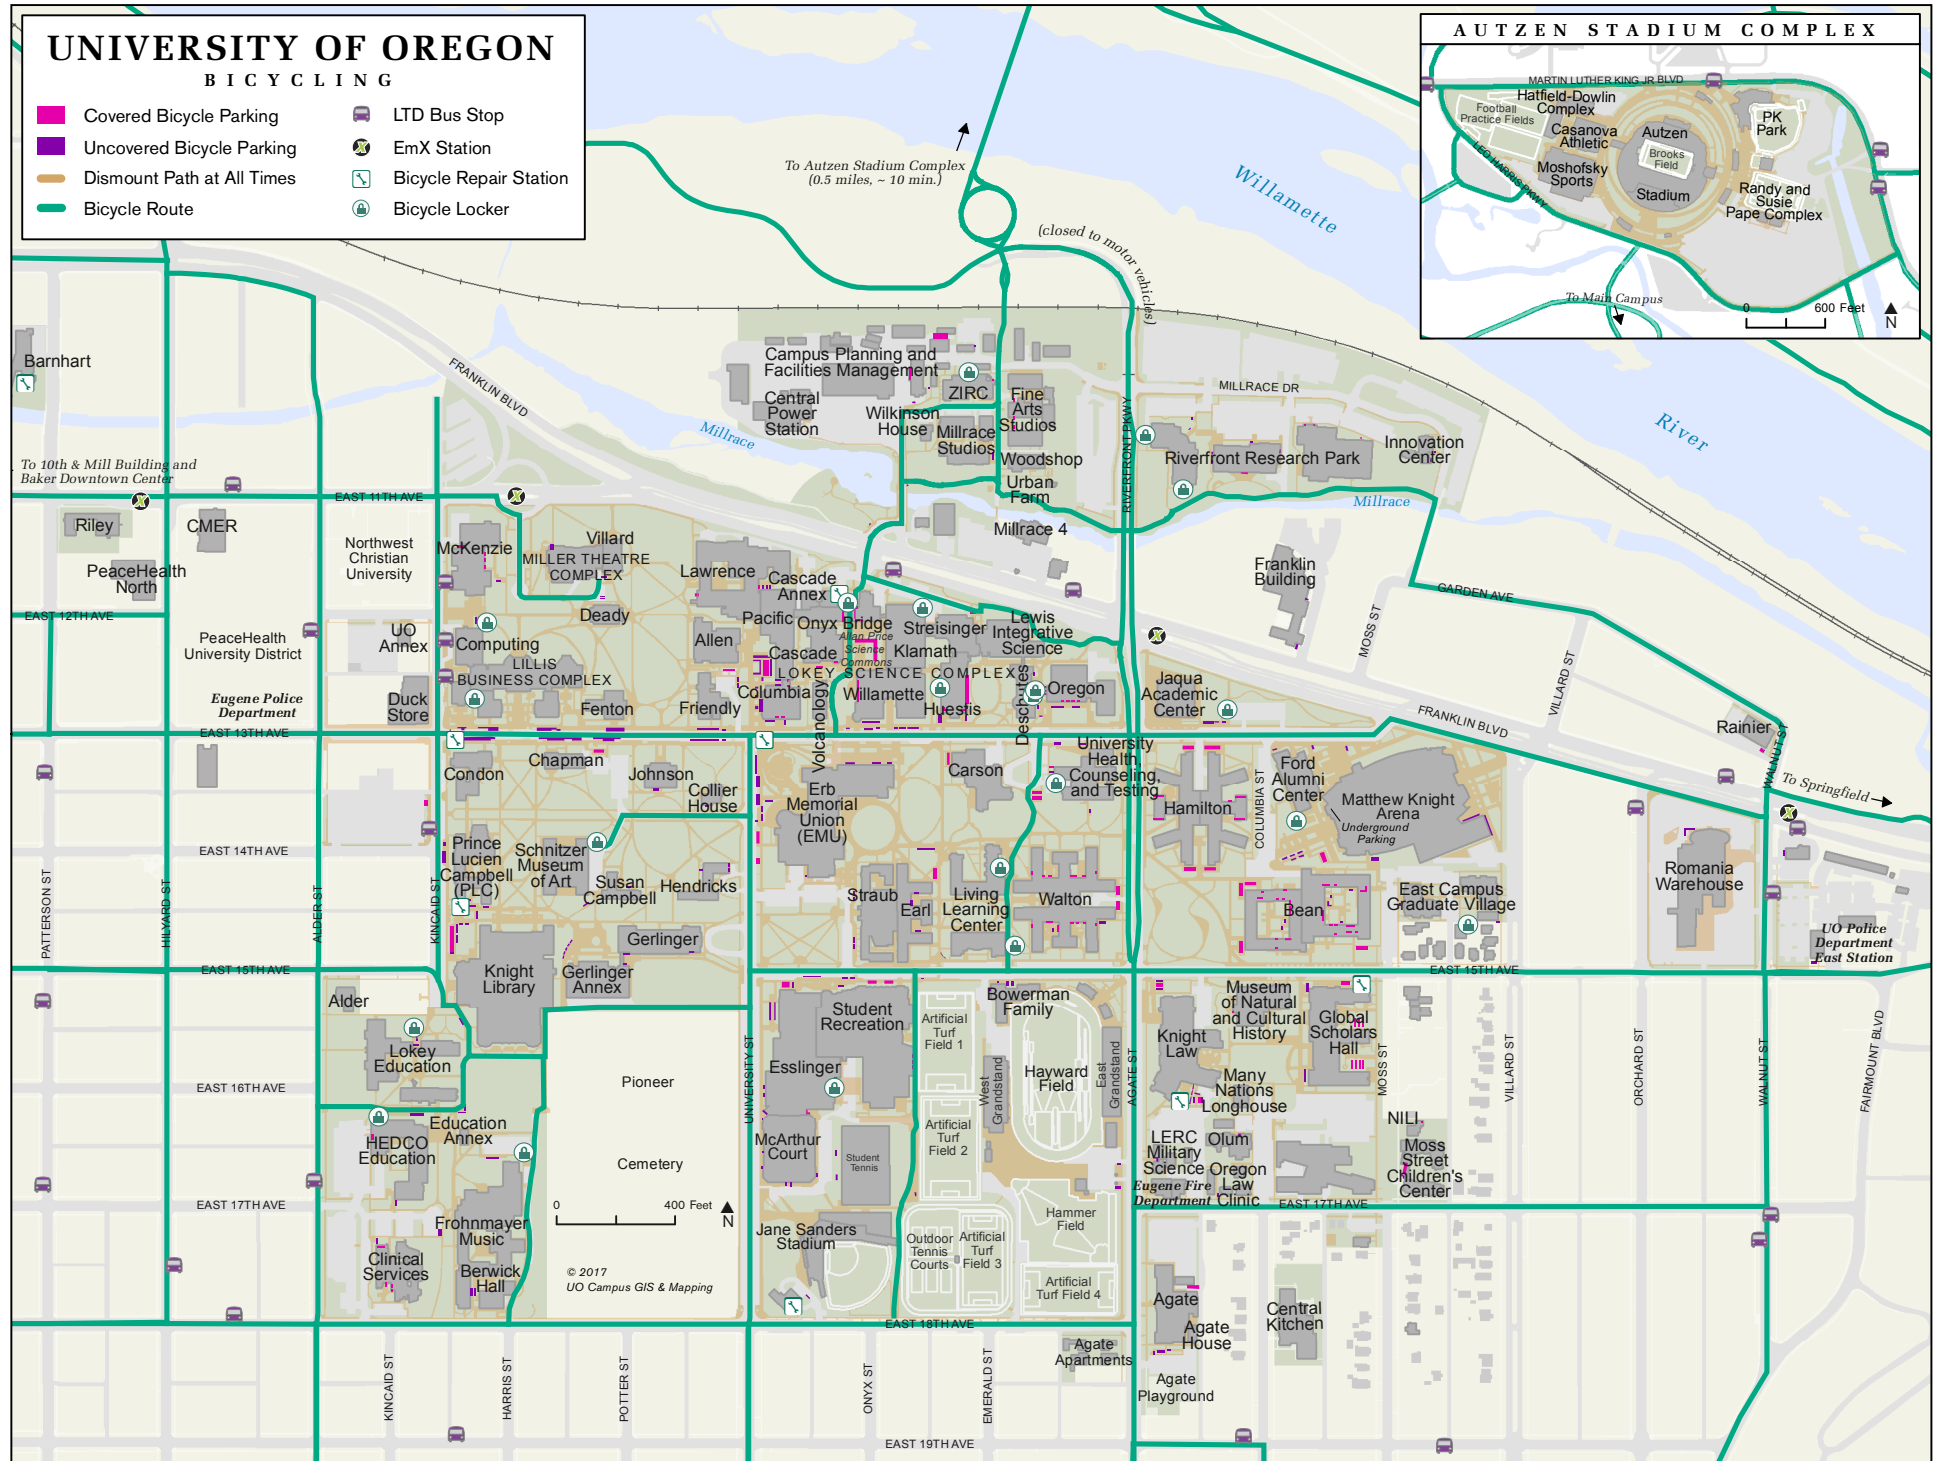 UNIVERSITY OF OREGON
BICYCLING
Covered Bicycle Parking
Uncovered Bicycle Parking
Dismount Path at All Times
Bicycle Route
LTD Bus Stop
EmX Station
Bicycle Repair Station
Bicycle Locker
AUTZEN STADIUM COMPLEX
MARTIN LUTHER KING JR BLVD
Hatfield-Dowlin
Complex
Football
Practice Fields
Casanova
Athletic
Autzen
Brooks
Field
Stadium
PK
Park
LEO HARRIS PKWY
Moshofsky
Sports
Randy and
Susie
Pape Complex
To Main Campus
0 600 Feet
N
To Autzen Stadium Complex
(0.5 miles, ~ 10 min.)
Willamette
River
(closed to motor vehicles)
Barnhart
FRANKLIN BLVD
Millrace
Campus Planning and
Facilities Management
Central
Power
Station
ZIRC
Wilkinson
House
Fine
Arts
Studios
Millrace
Studios
Woodshop
Urban
Farm
Millrace 4
RIVERFRONT PKWY
MILLRACE DR
Riverfront Research Park
Innovation
Center
Millrace
To 10th & Mill Building and
Baker Downtown Center
EAST 11TH AVE
Riley
CMER
PeaceHealth
North
Northwest
Christian
University
McKenzie
Villard
MILLER THEATRE
COMPLEX
Deady
Lawrence
Cascade
Annex
Pacific
Onyx Bridge
Allan Price
Science
Commons
Streisinger
Klamath
Lewis
Integrative
Science
Franklin
Building
MOSS ST
GARDEN AVE
VILLARD ST
EAST 12TH AVE
PeaceHealth
University District
UO
Annex
Computing
LILLIS
BUSINESS COMPLEX
Allen
Cascade
LOKEY SCIENCE COMPLEX
Columbia
Volcanology
Willamette
Huestis
Deschutes
Oregon
Jaqua
Academic
Center
Eugene Police
Department
Duck
Store
Fenton
Friendly
FRANKLIN BLVD
Rainier
WALNUT ST
To Springfield
EAST 13TH AVE
Condon
Chapman
Johnson
Collier
House
Erb
Memorial
Union
(EMU)
Carson
University
Health,
Counseling,
and Testing
Hamilton
COLUMBIA ST
Ford
Alumni
Center
Matthew Knight
Arena
Underground
Parking
EAST 14TH AVE
Prince
Lucien
Campbell
(PLC)
Schnitzer
Museum
of Art
Susan
Campbell
Hendricks
Straub
Earl
Living
Learning
Center
Walton
Bean
East Campus
Graduate Village
Romania
Warehouse
UO Police
Department
East Station
PATTERSON ST
HILYARD ST
ALDER ST
KINCAID ST
Gerlinger
Gerlinger
Annex
Knight
Library
EAST 15TH AVE
EAST 15TH AVE
Alder
Lokey
Education
Student
Recreation
Artificial
Turf
Field 1
Bowerman
Family
Museum
of Natural
and Cultural
History
Global
Scholars
Hall
Knight
Law
Esslinger
West
Grandstand
Hayward
Field
East
Grandstand
AGATE ST
Many
Nations
Longhouse
MOSS ST
VILLARD ST
ORCHARD ST
WALNUT ST
FAIRMOUNT BLVD
EAST 16TH AVE
Pioneer
Cemetery
UNIVERSITY ST
Education
Annex
HEDCO
Education
McArthur
Court
Student
Tennis
Artificial
Turf
Field 2
LERC
Military
Science
Olum
Oregon
Law
Clinic
Eugene Fire
Department
NILI
Moss
Street
Children's
Center
EAST 17TH AVE
EAST 17TH AVE
0 400 Feet
N
Frohnmayer
Music
Clinical
Services
Berwick
Hall
Jane Sanders
Stadium
Outdoor
Tennis
Courts
Artificial
Turf
Field 3
Hammer
Field
Artificial
Turf Field 4
© 2017
UO Campus GIS & Mapping
Agate
Agate
House
Central
Kitchen
EAST 18TH AVE
Agate
Apartments
Agate
Playground
KINCAID ST
HARRIS ST
POTTER ST
ONYX ST
EMERALD ST
EAST 19TH AVE